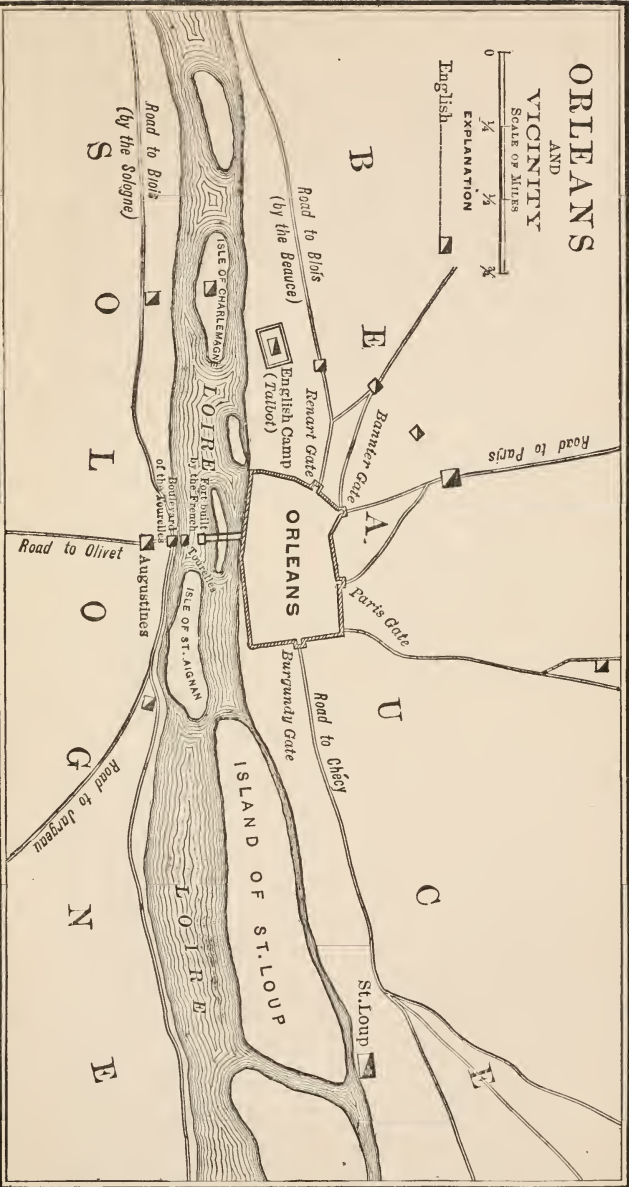 ORLEANS
AND
VICINITY
SCALE OF MILES
0 ¼ ½ ¾
EXPLANATION
English
B E A U C E
Road to Blois
(by the Beauce)
Road to Paris
Bannier Gate
Renart Gate
English Camp
(Talbot)
Paris Gate
ORLEANS
Burgundy Gate
Road to Chécy
St. Loup
ISLE OF CHARLEMAGNE
LOIRE
Fort built
by the French
Tourelles
Boulevard
of the Tourelles
Augustines
ISLE OF ST. AIGNAN
ISLAND OF ST. LOUP
LOIRE
Road to Blois
(by the Sologne)
Road to Olivet
Road to Jargeau
S O L O G N E